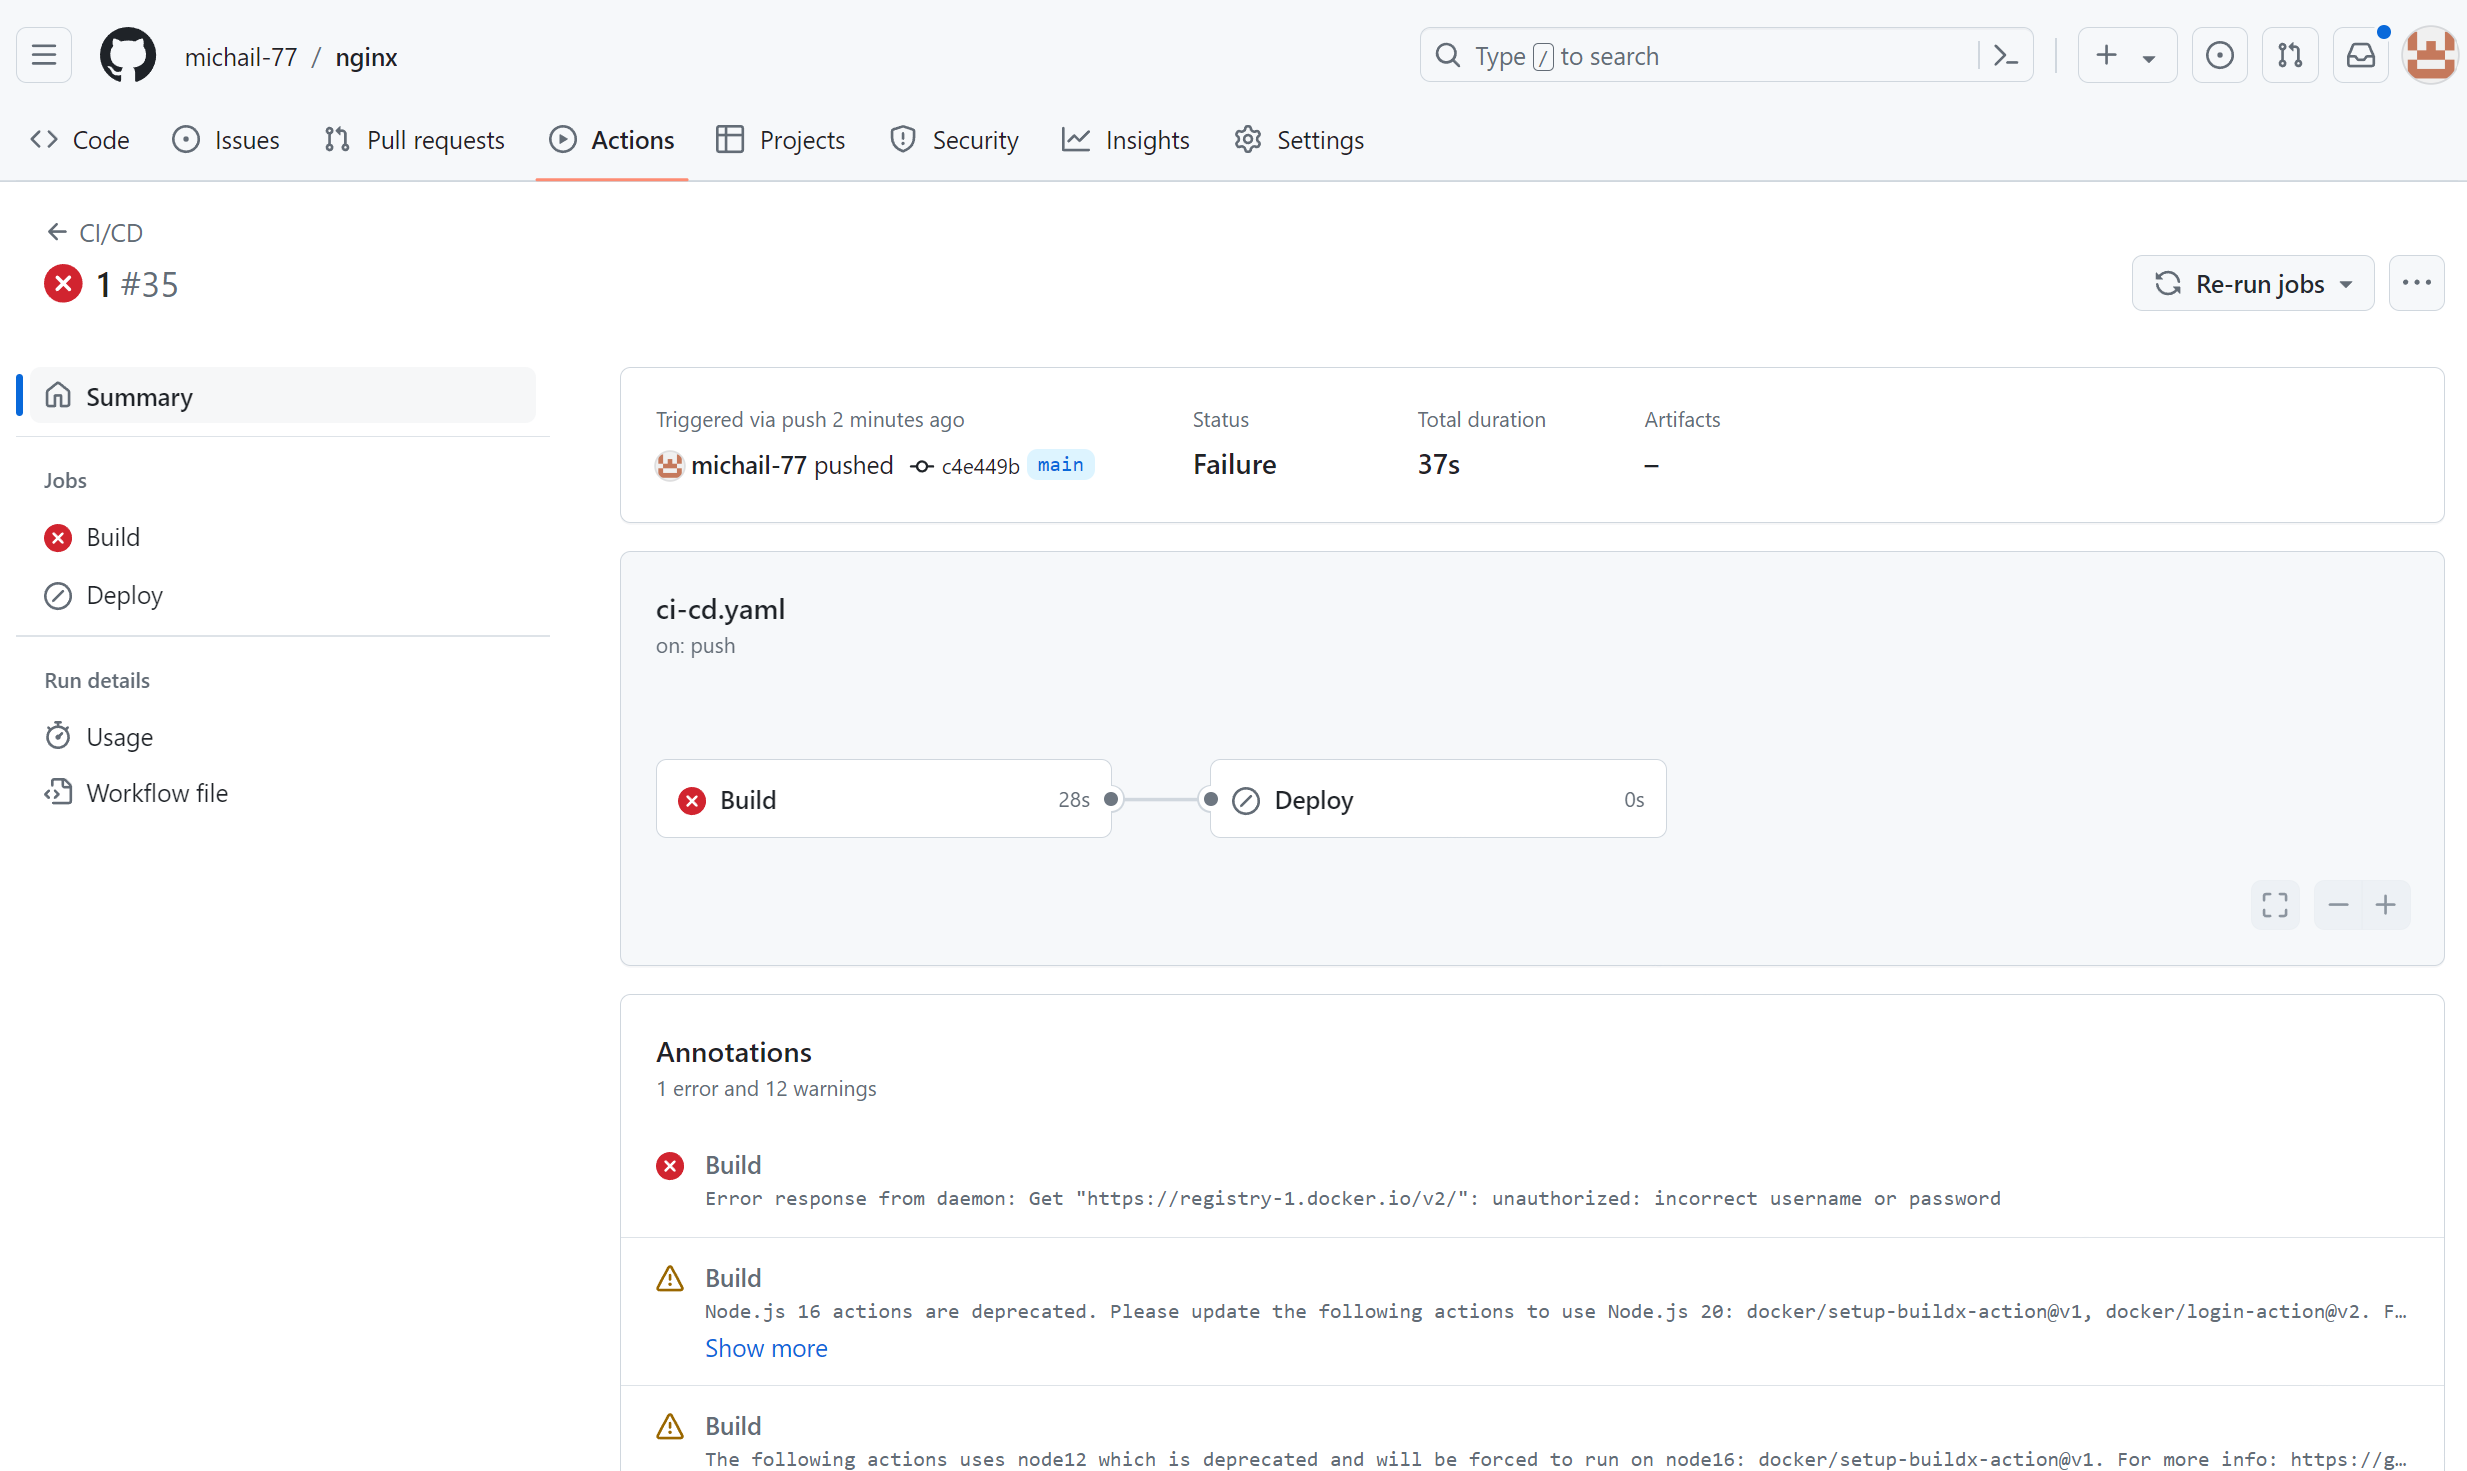 michail-77 / nginx
Type / to search
Code
Issues
Pull requests
Actions
Projects
Security
Insights
Settings
CI/CD
1 #35
Re-run jobs
Summary
Jobs
Build
Deploy
Run details
Usage
Workflow file
Triggered via push 2 minutes ago
michail-77 pushed c4e449b main
Status
Failure
Total duration
37s
Artifacts
–
ci-cd.yaml
on: push
Build 28s
Deploy 0s
Annotations
1 error and 12 warnings
Build
Error response from daemon: Get "https://registry-1.docker.io/v2/": unauthorized: incorrect username or password
Build
Node.js 16 actions are deprecated. Please update the following actions to use Node.js 20: docker/setup-buildx-action@v1, docker/login-action@v2. F…
Show more
Build
The following actions uses node12 which is deprecated and will be forced to run on node16: docker/setup-buildx-action@v1. For more info: https://g…